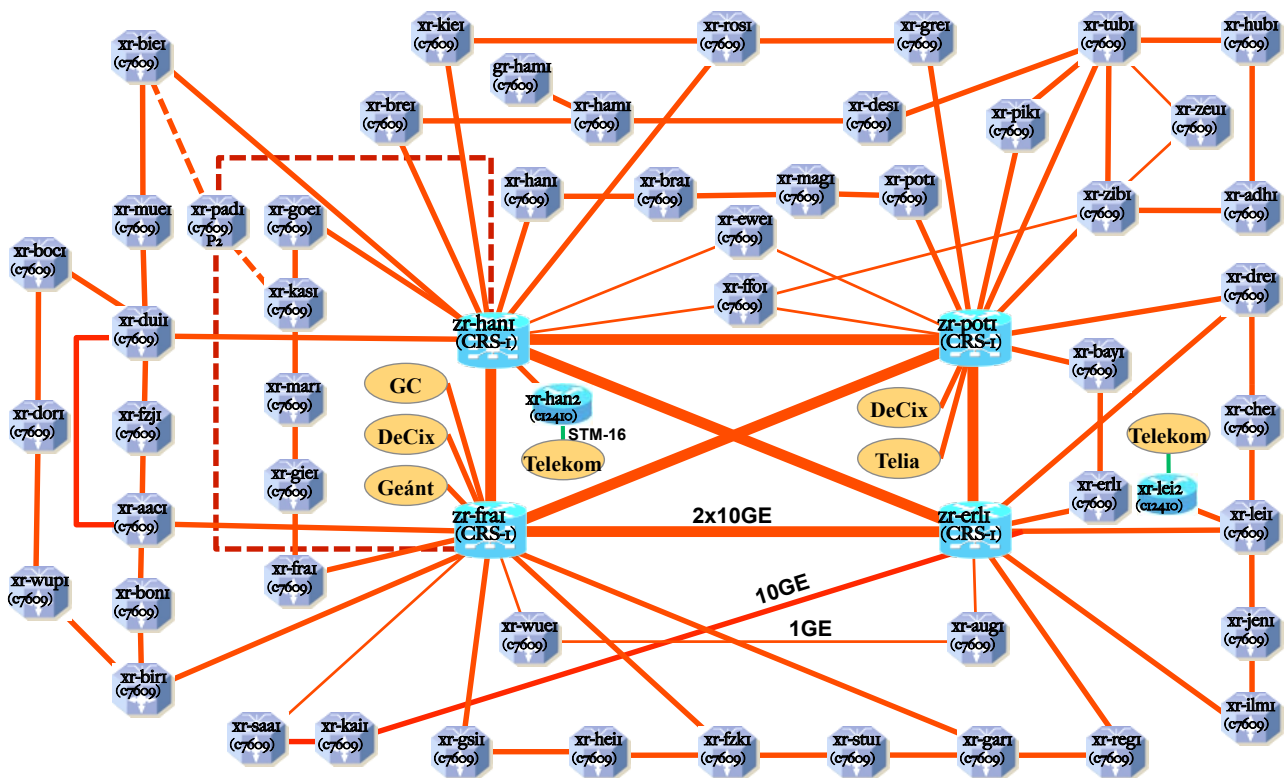 xr-kie1
(c7609)
xr-ros1
(c7609)
xr-gre1
(c7609)
xr-tub1
(c7609)
xr-hub1
(c7609)
xr-bie1
(c7609)
gr-ham1
(c7609)
xr-bre1
(c7609)
xr-ham1
(c7609)
xr-des1
(c7609)
xr-pik1
(c7609)
xr-zeu1
(c7609)
xr-han1
(c7609)
xr-bra1
(c7609)
xr-mag1
(c7609)
xr-pot1
(c7609)
xr-zib1
(c7609)
xr-adh1
(c7609)
xr-mue1
(c7609)
xr-pad1
(c7609)
P2
xr-goe1
(c7609)
xr-ewe1
(c7609)
xr-boc1
(c7609)
xr-kas1
(c7609)
xr-ffo1
(c7609)
xr-dre1
(c7609)
xr-dui1
(c7609)
zr-han1
(CRS-1)
zr-pot1
(CRS-1)
xr-bay1
(c7609)
GC
xr-mar1
(c7609)
xr-han2
(c12410)
STM-16
Telekom
DeCix
xr-che1
(c7609)
xr-dor1
(c7609)
xr-fzj1
(c7609)
DeCix
Telia
Telekom
xr-gie1
(c7609)
Geánt
xr-erl1
(c7609)
xr-lei2
(c12410)
xr-aac1
(c7609)
zr-fra1
(CRS-1)
2x10GE
zr-erl1
(CRS-1)
xr-lei1
(c7609)
xr-wup1
(c7609)
xr-bon1
(c7609)
xr-fra1
(c7609)
10GE
xr-wue1
(c7609)
1GE
xr-aug1
(c7609)
xr-jen1
(c7609)
xr-bir1
(c7609)
xr-ilm1
(c7609)
xr-saa1
(c7609)
xr-kai1
(c7609)
xr-gsi1
(c7609)
xr-hei1
(c7609)
xr-fzk1
(c7609)
xr-stu1
(c7609)
xr-gar1
(c7609)
xr-reg1
(c7609)